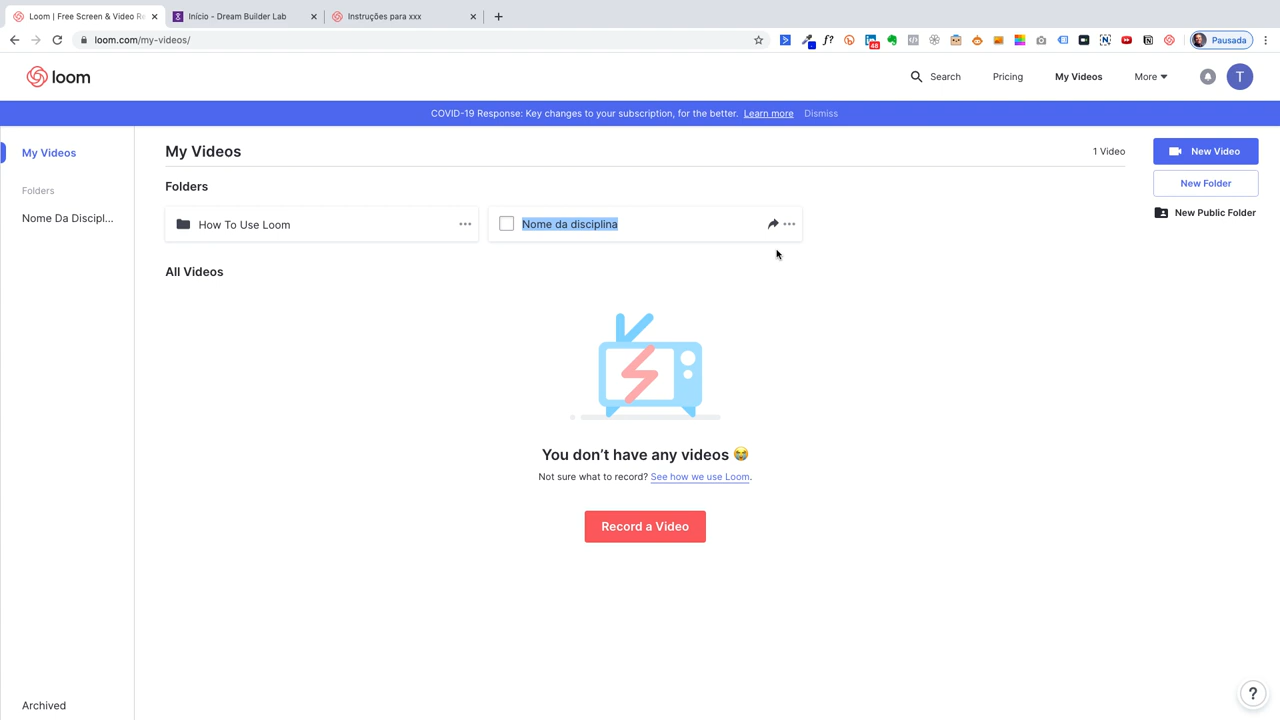 Loom | Free Screen & Video Re
Início - Dream Builder Lab
Instruções para xxx
loom.com/my-videos/
f?
48
Pausada
loom
Search
Pricing
My Videos
More
T
COVID-19 Response: Key changes to your subscription, for the better. Learn more Dismiss
My Videos
Folders
Nome Da Discipl...
Archived
My Videos
1 Video
Folders
How To Use Loom
Nome da disciplina
All Videos
You don't have any videos 😭
Not sure what to record? See how we use Loom.
Record a Video
New Video
New Folder
New Public Folder
?